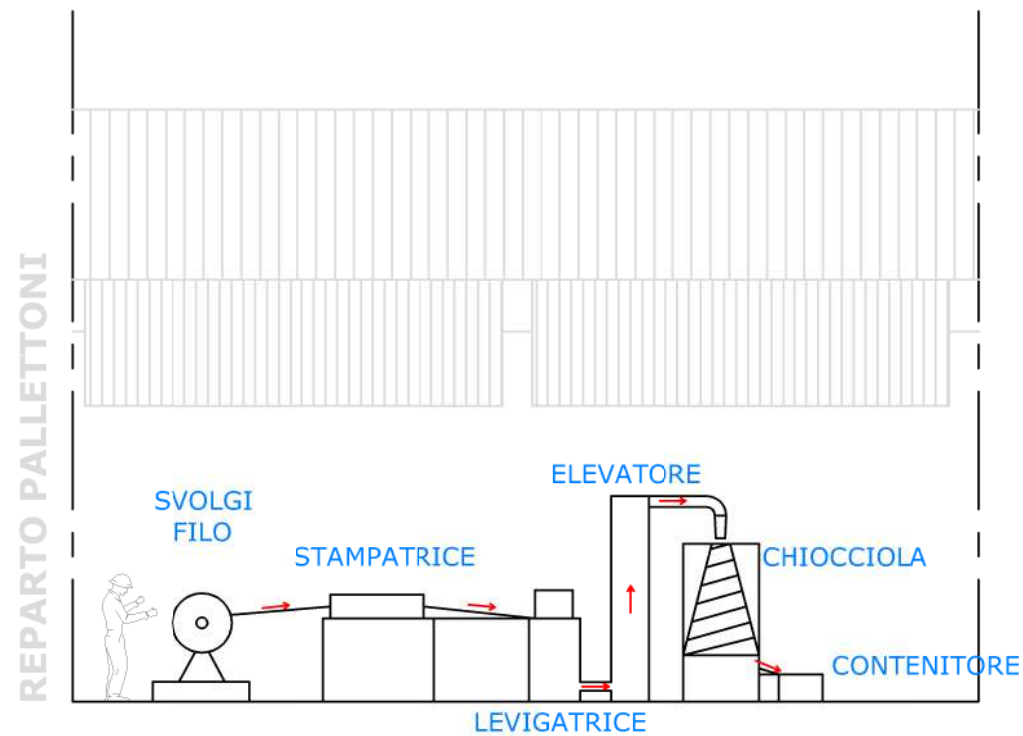 REPARTO PALLETTONI
ELEVATORE
SVOLGI
FILO
STAMPATRICE
CHIOCCIOLA
CONTENITORE
LEVIGATRICE